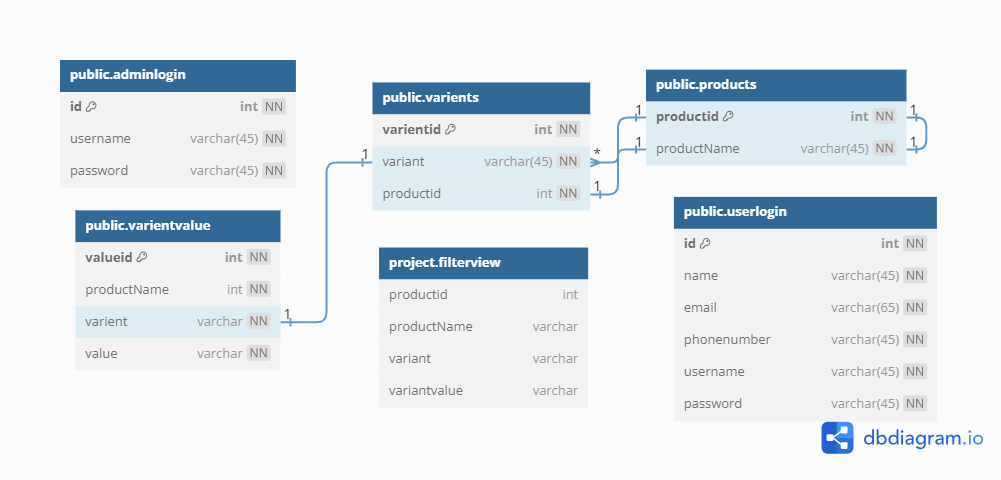 public.adminlogin
id int NN
username varchar(45) NN
password varchar(45) NN
public.varientvalue
valueid int NN
productName int NN
varient varchar NN
value varchar NN
1
1
public.varients
varientid int NN
variant varchar(45) NN
productid int NN
*
1
1
1
project.filterview
productid int
productName varchar
variant varchar
variantvalue varchar
public.products
productid int NN
productName varchar(45) NN
1
1
public.userlogin
id int NN
name varchar(45) NN
email varchar(65) NN
phonenumber varchar(45) NN
username varchar(45) NN
password varchar(45) NN
dbdiagram.io